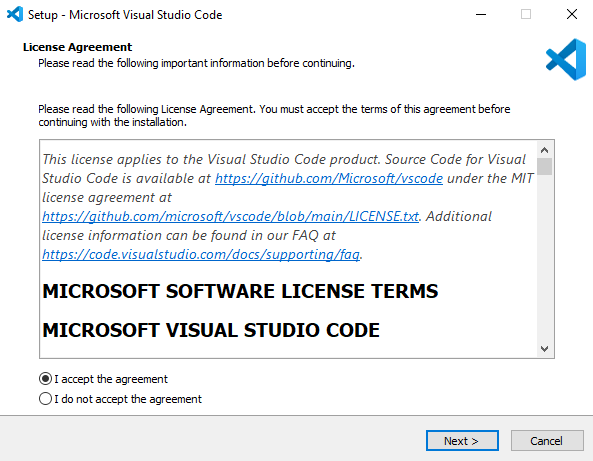 Setup - Microsoft Visual Studio Code
License Agreement
Please read the following important information before continuing.
Please read the following License Agreement. You must accept the terms of this agreement before
continuing with the installation.
This license applies to the Visual Studio Code product. Source Code for Visual
Studio Code is available at https://github.com/Microsoft/vscode under the MIT
license agreement at
https://github.com/microsoft/vscode/blob/main/LICENSE.txt. Additional
license information can be found in our FAQ at
https://code.visualstudio.com/docs/supporting/faq.
MICROSOFT SOFTWARE LICENSE TERMS
MICROSOFT VISUAL STUDIO CODE
I accept the agreement
I do not accept the agreement
Next >
Cancel